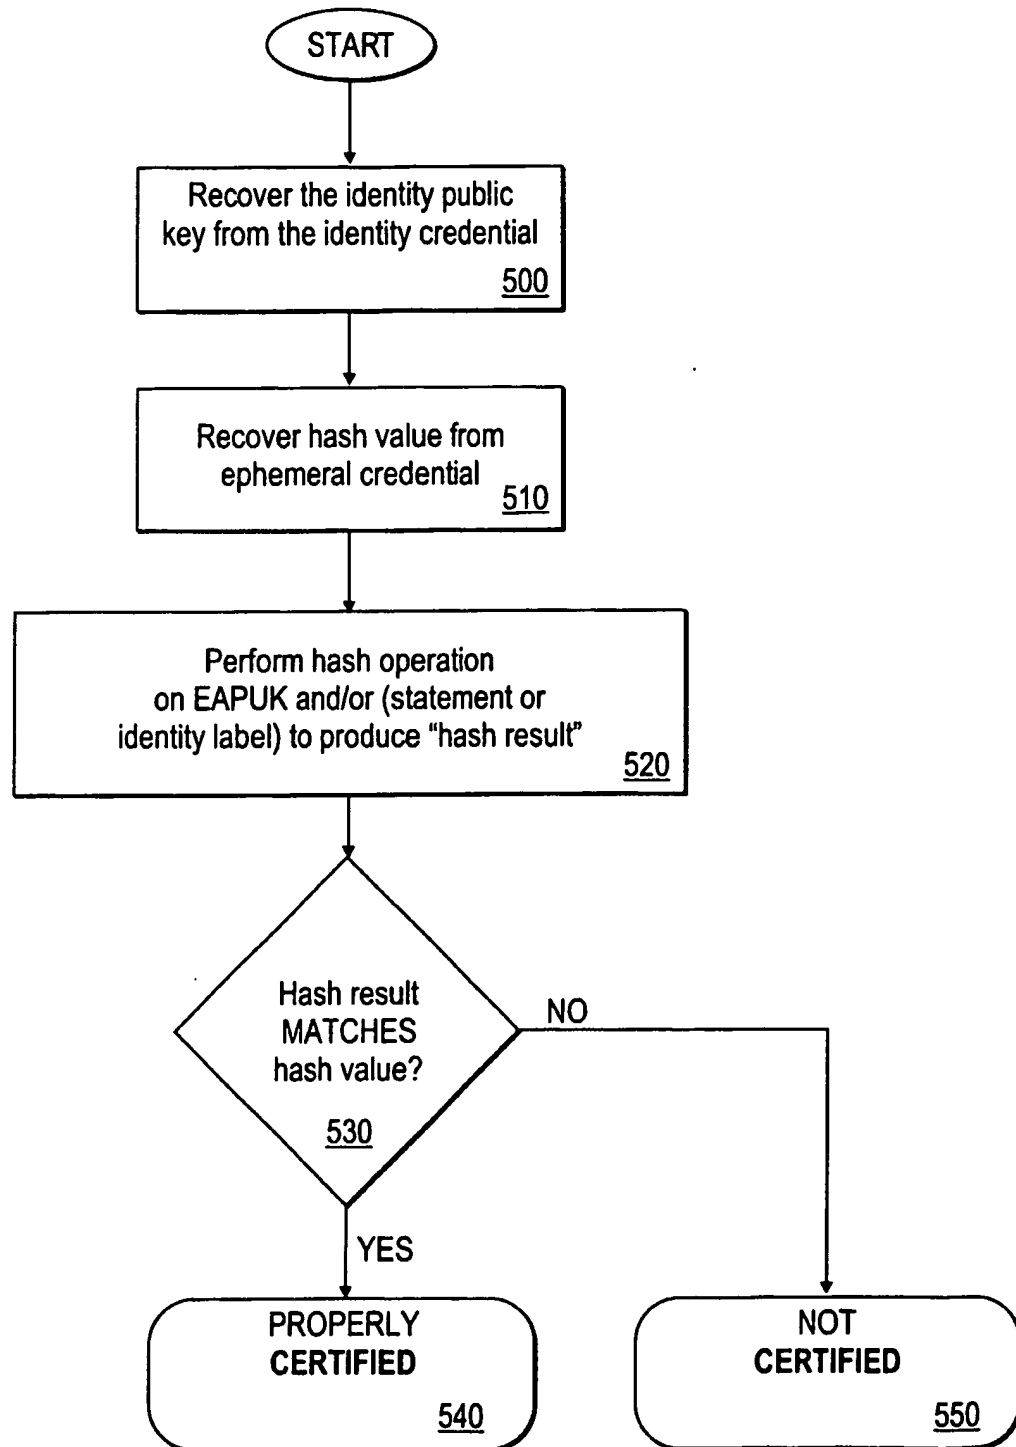 START
Recover the identity public
key from the identity credential
500
Recover hash value from
ephemeral credential
510
Perform hash operation
on EAPUK and/or (statement or
identity label) to produce “hash result”
520
Hash result
MATCHES
hash value?
530
NO
YES
PROPERLY
CERTIFIED
540
NOT
CERTIFIED
550